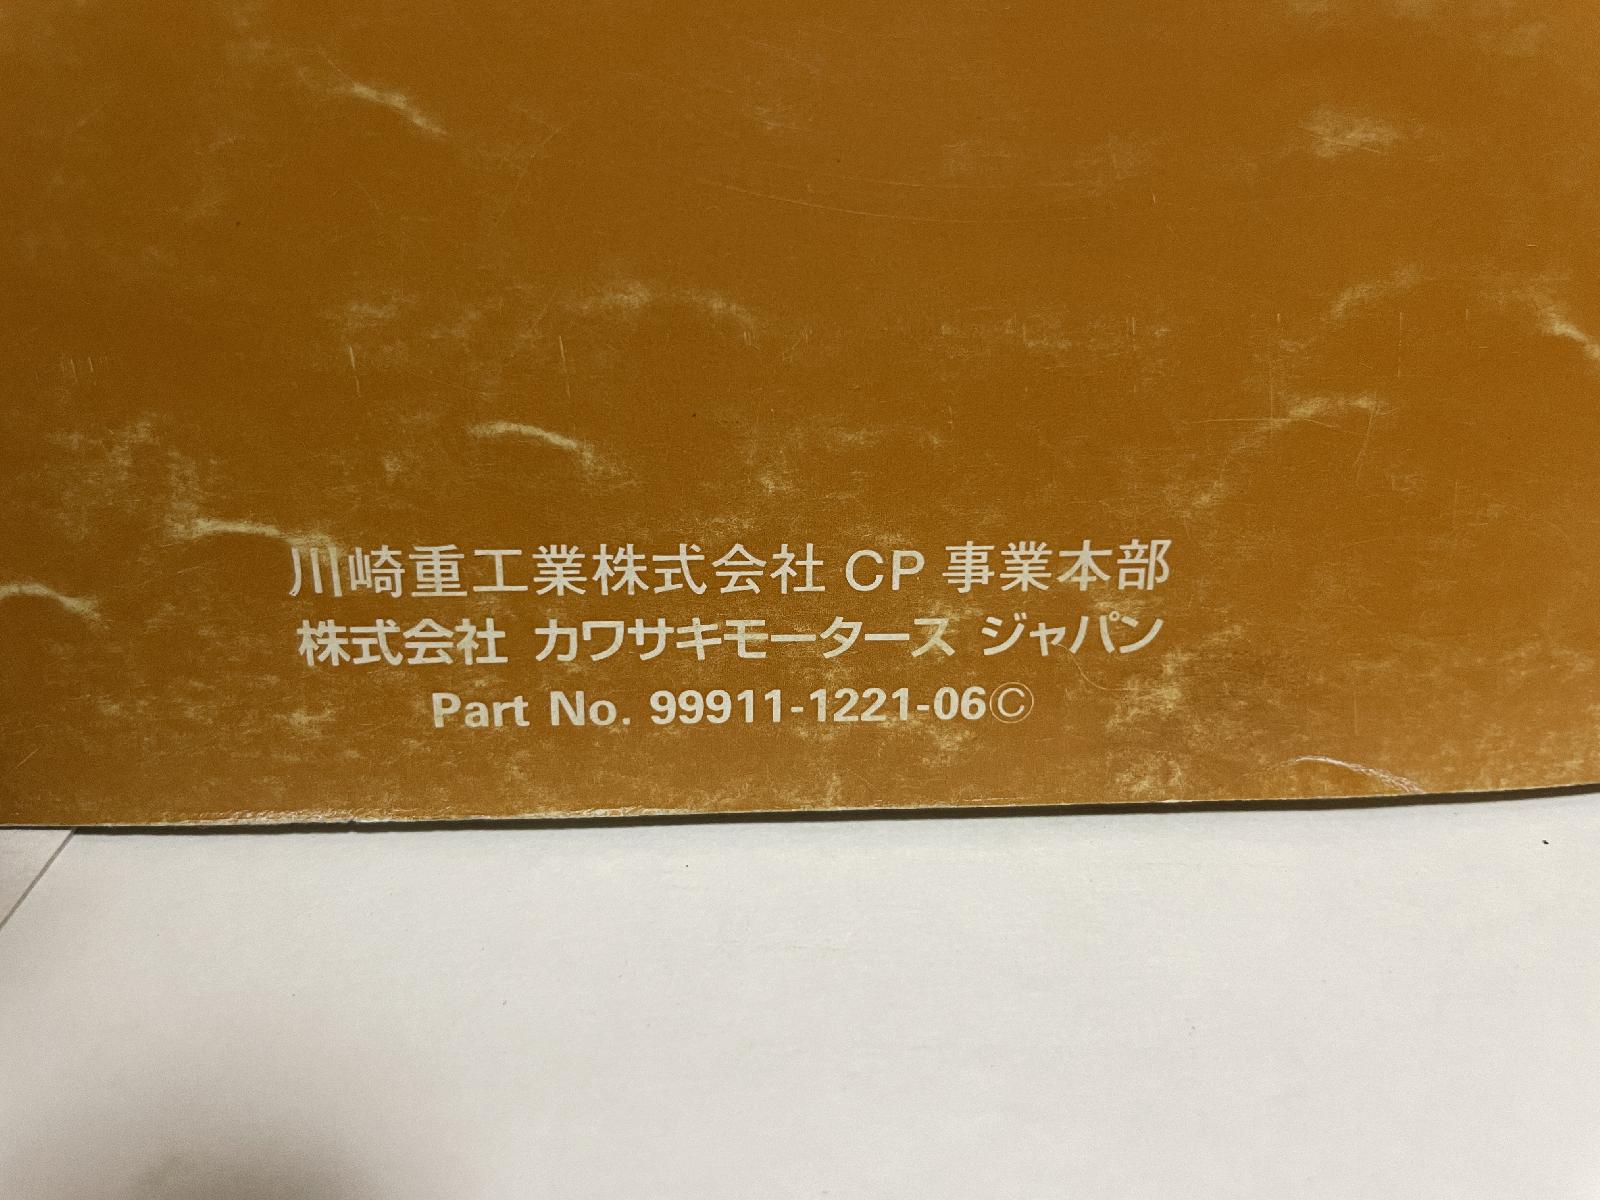 川崎重工業株式会社 CP 事業本部
株式会社 カワサキモータース ジャパン
Part No. 99911-1221-06Ⓒ